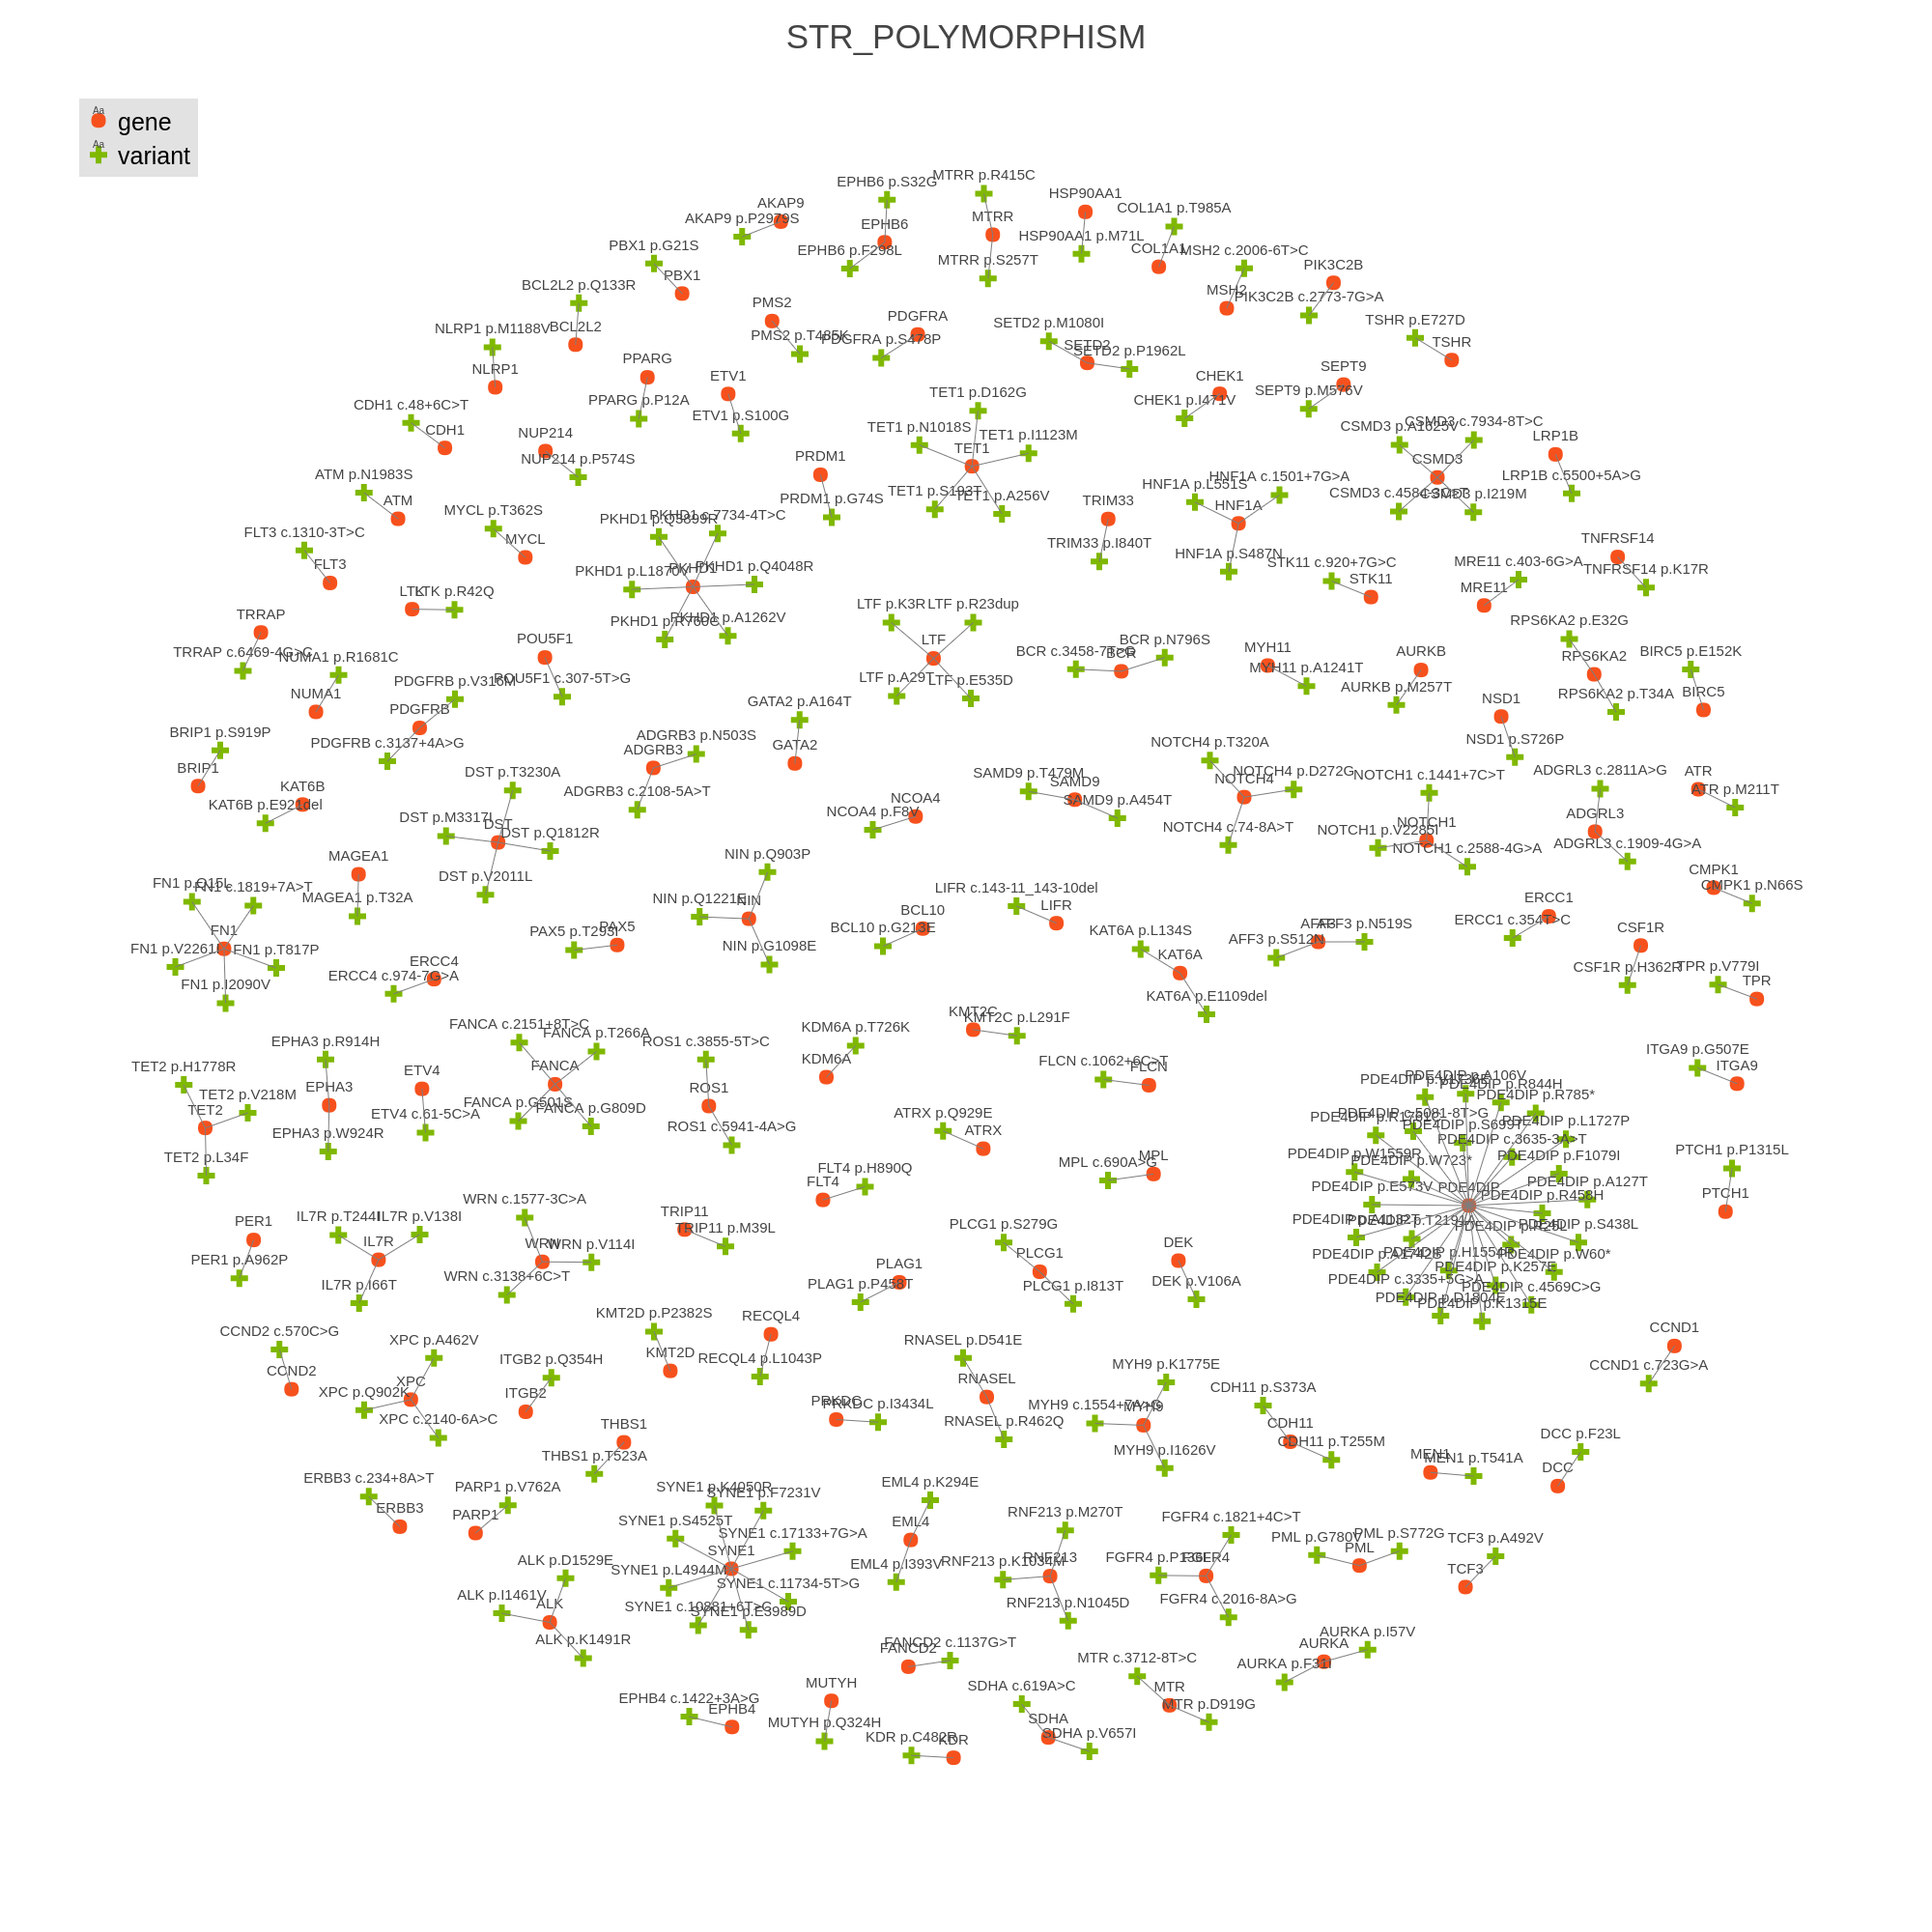 STR_POLYMORPHISM
Aa
gene
Aa
variant
EPHB6 p.S32G
MTRR p.R415C
HSP90AA1
AKAP9
COL1A1 p.T985A
AKAP9 p.P2979S
EPHB6
MTRR
HSP90AA1 p.M71L
PBX1 p.G21S
EPHB6 p.F298L
MTRR p.S257T
COL1A1
MSH2 c.2006-6T>C
PBX1
PIK3C2B
BCL2L2 p.Q133R
MSH2
PIK3C2B c.2773-7G>A
PMS2
PDGFRA
SETD2 p.M1080I
TSHR p.E727D
NLRP1 p.M1188V
BCL2L2
PMS2 p.T485K
PDGFRA p.S478P
SETD2
SETD2 p.P1962L
TSHR
NLRP1
PPARG
ETV1
CHEK1
SEPT9
CDH1 c.48+6C>T
PPARG p.P12A
ETV1 p.S100G
TET1 p.D162G
CHEK1 p.I471V
SEPT9 p.M576V
CDH1
NUP214
TET1 p.N1018S
TET1 p.I1123M
CSMD3 p.A1625V
CSMD3 c.7934-8T>C
LRP1B
NUP214 p.P574S
PRDM1
TET1
CSMD3
ATM p.N1983S
HNF1A p.L551S
HNF1A c.1501+7G>A
LRP1B c.5500+5A>G
ATM
MYCL p.T362S
PRDM1 p.G74S
TET1 p.S193T
TET1 p.A256V
TRIM33
HNF1A
CSMD3 p.I219M
FLT3 c.1310-3T>C
MYCL
PKHD1 c.7734-4T>C
TRIM33 p.I840T
HNF1A p.S487N
TNFRSF14
FLT3
PKHD1
PKHD1 p.Q4048R
STK11 c.920+7G>C
STK11
MRE11 c.403-6G>A
TNFRSF14 p.K17R
LTK
LTK p.R42Q
MRE11
TRRAP
PKHD1 p.A1262V
LTF p.K3R
LTF p.R23dup
RPS6KA2 p.E32G
TRRAP c.6469-4G>C
NUMA1 p.R1681C
POU5F1
LTF
BCR c.3458-7T>G
BCR p.N796S
BCR
MYH11
MYH11 p.A1241T
AURKB
RPS6KA2
BIRC5 p.E152K
NUMA1
PDGFRB p.V316M
POU5F1 c.307-5T>G
LTF p.A29T
LTF p.E535D
AURKB p.M257T
RPS6KA2 p.T34A
BIRC5
PDGFRB
GATA2 p.A164T
NSD1
BRIP1 p.S919P
PDGFRB c.3137+4A>G
ADGRB3 p.N503S
ADGRB3
GATA2
NOTCH4 p.T320A
NSD1 p.S726P
BRIP1
DST p.T3230A
SAMD9 p.T479M
NOTCH4
NOTCH4 p.D272G
NOTCH1 c.1441+7C>T
ADGRL3 c.2811A>G
ATR
KAT6B
KAT6B p.E921del
ADGRB3 c.2108-5A>T
NCOA4
SAMD9
SAMD9 p.A454T
ATR p.M211T
DST p.M3317I
DST
DST p.Q1812R
NCOA4 p.F8V
NOTCH4 c.74-8A>T
NOTCH1 p.V2285I
NOTCH1
ADGRL3
MAGEA1
NIN p.Q903P
NOTCH1 c.2588-4G>A
ADGRL3 c.1909-4G>A
FN1 p.Q15L
FN1 c.1819+7A>T
MAGEA1 p.T32A
DST p.V2011L
LIFR c.143-11_143-10del
CMPK1
CMPK1 p.N66S
NIN p.Q1221E
NIN
BCL10
LIFR
ERCC1
FN1
PAX5 p.T293I
PAX5
BCL10 p.G213E
KAT6A p.L134S
AFF3
AFF3 p.N519S
ERCC1 c.354T>C
CSF1R
FN1 p.V2261I
FN1 p.T817P
NIN p.G1098E
AFF3 p.S512N
KAT6A
ERCC4
ERCC4 c.974-7G>A
CSF1R p.H362R
TPR p.V779I
FN1 p.I2090V
KAT6A p.E1109del
TPR
FANCA c.2151+8T>C
KMT2C
KMT2C p.L291F
EPHA3 p.R914H
FANCA p.T266A
ROS1 c.3855-5T>C
KDM6A p.T726K
FLCN c.1062+6C>T
ITGA9 p.G507E
TET2 p.H1778R
ETV4
FANCA
KDM6A
FLCN
ITGA9
TET2 p.V218M
EPHA3
ROS1
PDE4DIP p.A106V
PDE4DIP p.R844H
PDE4DIP p.R785*
TET2
ETV4 c.61-5C>A
FANCA p.G501S
FANCA p.G809D
ATRX p.Q929E
PDE4DIP c.5081-8T>G
PDE4DIP p.L1727P
EPHA3 p.W924R
ROS1 c.5941-4A>G
ATRX
PDE4DIP p.S699T
PDE4DIP c.3635-3A>T
TET2 p.L34F
FLT4 p.H890Q
MPL c.690A>G
MPL
PDE4DIP p.W1559R
PDE4DIP p.W723*
PDE4DIP p.F1079I
PTCH1 p.P1315L
WRN c.1577-3C>A
FLT4
PDE4DIP p.E573V
PDE4DIP
PDE4DIP p.R458H
PDE4DIP p.A127T
PTCH1
PER1
IL7R p.T244I
IL7R p.V138I
TRIP11
TRIP11 p.M39L
PLCG1 p.S279G
PDE4DIP p.T2191A
PDE4DIP p.R25L
PDE4DIP p.S438L
PER1 p.A962P
IL7R
WRN
WRN p.V114I
PLCG1
DEK
PDE4DIP p.A1742S
PDE4DIP p.H1554R
PDE4DIP p.W60*
IL7R p.I66T
WRN c.3138+6C>T
PLAG1
PLAG1 p.P458T
PLCG1 p.I813T
DEK p.V106A
PDE4DIP p.K257E
PDE4DIP c.3335+5G>A
PDE4DIP c.4569C>G
PDE4DIP p.D1804E
PDE4DIP p.K1315E
CCND2 c.570C>G
XPC p.A462V
KMT2D p.P2382S
RECQL4
CCND1
CCND2
ITGB2 p.Q354H
KMT2D
RECQL4 p.L1043P
RNASEL p.D541E
MYH9 p.K1775E
CCND1 c.723G>A
XPC
XPC p.Q902K
ITGB2
RNASEL
CDH11 p.S373A
XPC c.2140-6A>C
THBS1
PRKDC
PRKDC p.I3434L
RNASEL p.R462Q
MYH9 c.1554+7A>G
MYH9
CDH11
CDH11 p.T255M
DCC p.F23L
THBS1 p.T523A
MYH9 p.I1626V
MEN1
MEN1 p.T541A
DCC
ERBB3 c.234+8A>T
PARP1 p.V762A
SYNE1 p.K4050R
SYNE1 p.F7231V
EML4 p.K294E
ERBB3
PARP1
SYNE1 p.S4525T
SYNE1 c.17133+7G>A
EML4
RNF213 p.M270T
FGFR4 c.1821+4C>T
PML p.G780V
PML p.S772G
TCF3 p.A492V
ALK p.D1529E
SYNE1
SYNE1 p.L4944M
EML4 p.I393V
RNF213 p.K1034M
RNF213
FGFR4 p.P136L
FGFR4
PML
TCF3
ALK p.I1461V
ALK
SYNE1 c.11734-5T>G
SYNE1 c.10831+6T>C
SYNE1 p.E3989D
RNF213 p.N1045D
FGFR4 c.2016-8A>G
ALK p.K1491R
FANCD2
FANCD2 c.1137G>T
MTR c.3712-8T>C
AURKA p.I57V
AURKA
AURKA p.F31I
EPHB4 c.1422+3A>G
EPHB4
MUTYH
SDHA c.619A>C
MTR
MTR p.D919G
MUTYH p.Q324H
KDR p.C482R
KDR
SDHA
SDHA p.V657I